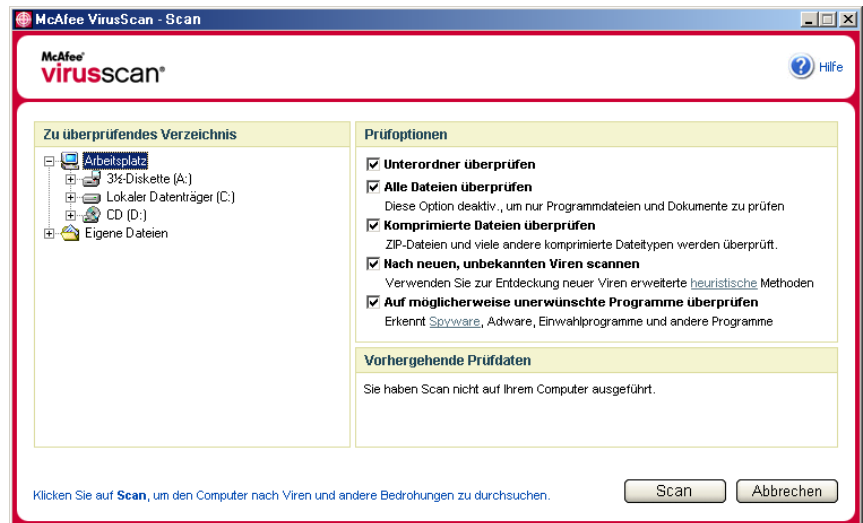 McAfee VirusScan - Scan
McAfee®
virusscan®
Hilfe
Zu überprüfendes Verzeichnis
Arbeitsplatz
3½-Diskette (A:)
Lokaler Datenträger (C:)
CD (D:)
Eigene Dateien
Prüfoptionen
Unterordner überprüfen
Alle Dateien überprüfen
Diese Option deaktiv., um nur Programmdateien und Dokumente zu prüfen
Komprimierte Dateien überprüfen
ZIP-Dateien und viele andere komprimierte Dateitypen werden überprüft.
Nach neuen, unbekannten Viren scannen
Verwenden Sie zur Entdeckung neuer Viren erweiterte heuristische Methoden
Auf möglicherweise unerwünschte Programme überprüfen
Erkennt Spyware, Adware, Einwahlprogramme und andere Programme
Vorhergehende Prüfdaten
Sie haben Scan nicht auf Ihrem Computer ausgeführt.
Klicken Sie auf Scan, um den Computer nach Viren und andere Bedrohungen zu durchsuchen.
Scan
Abbrechen